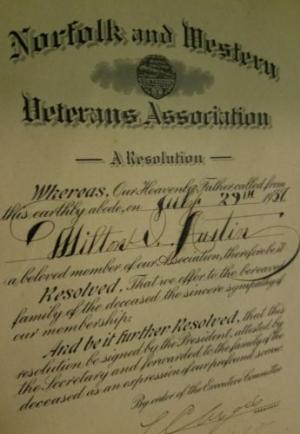 Norfolk and Western
Veterans Association
A Resolution
Whereas, Our Heavenly Father called from
this earthly abode, on July 29th 19
Milton
a beloved member of our Association, therefore be it
Resolved, That we offer to the bereaved
family of the deceased the sincere sympathy of
our membership;
And be it further Resolved, that this
resolution be signed by the President, attested by
the Secretary and forwarded to the family of the
deceased as an expression of our profound sorrow.
By order of the Executive Committee